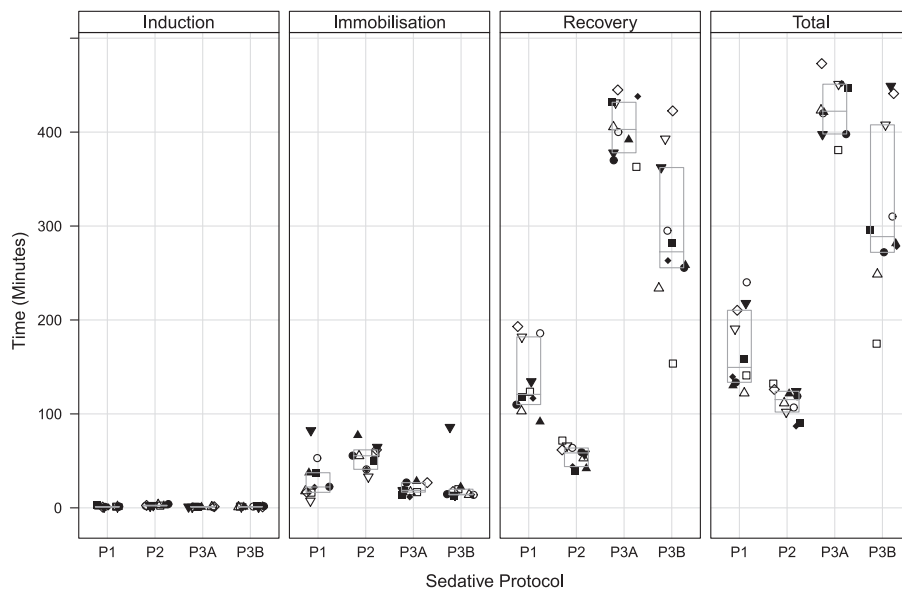 Induction Immobilisation Recovery Total
400
300
200
100
0
Time (Minutes)
P1 P2 P3A P3B P1 P2 P3A P3B P1 P2 P3A P3B P1 P2 P3A P3B
Sedative Protocol